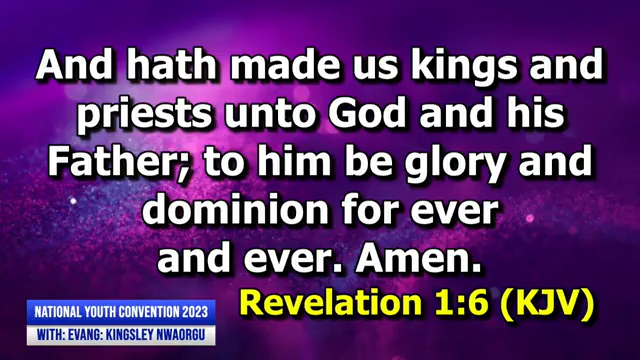 And hath made us kings and
priests unto God and his
Father; to him be glory and
dominion for ever
and ever. Amen.
Revelation 1:6 (KJV)
NATIONAL YOUTH CONVENTION 2023
WITH: EVANG: KINGSLEY NWAORGU